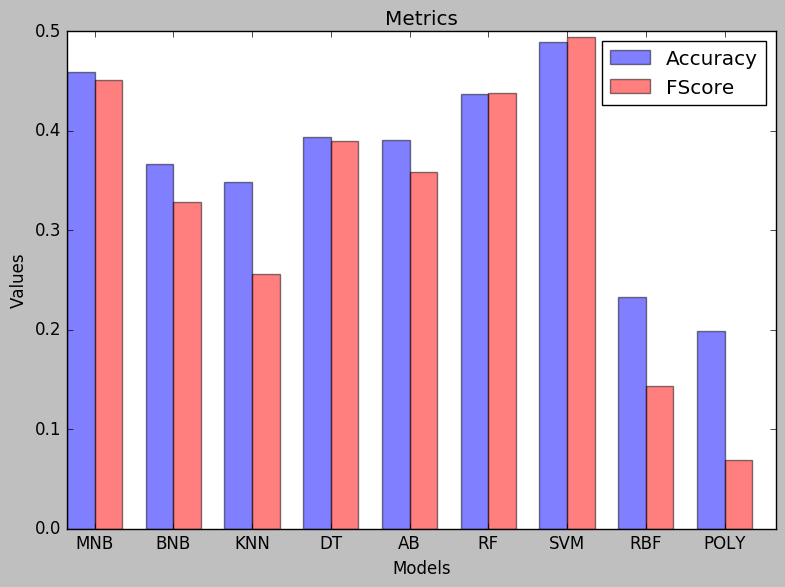 Metrics
Accuracy
FScore
0.5
0.4
0.3
0.2
0.1
0.0
Values
MNB BNB KNN DT AB RF SVM RBF POLY
Models